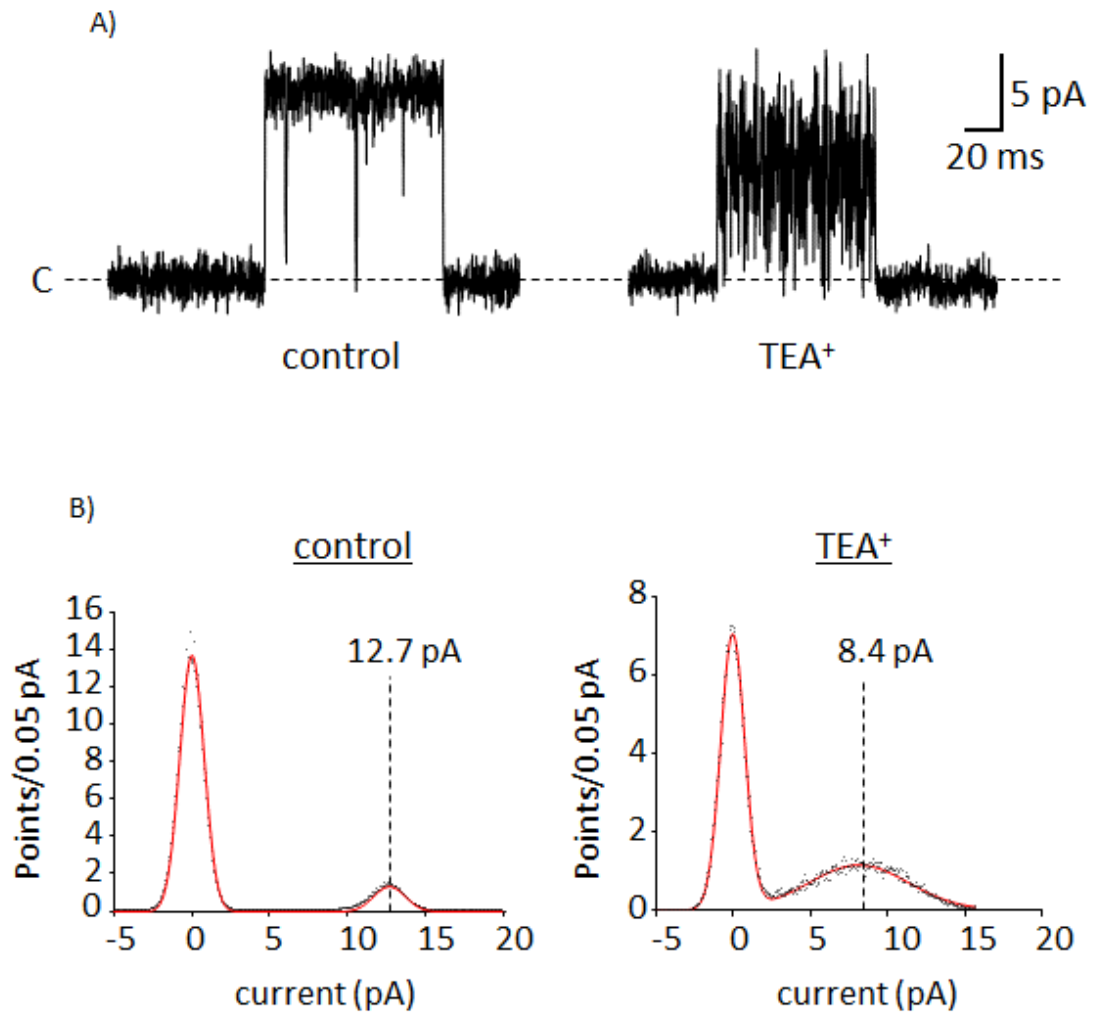 A)
5 pA
20 ms
C
control
TEA⁺
B)
control
TEA⁺
Points/0.05 pA
16
14
12
10
8
6
4
2
0
12.7 pA
-5
0
5
10
15
20
current (pA)
Points/0.05 pA
8
6
4
2
0
8.4 pA
-5
0
5
10
15
20
current (pA)